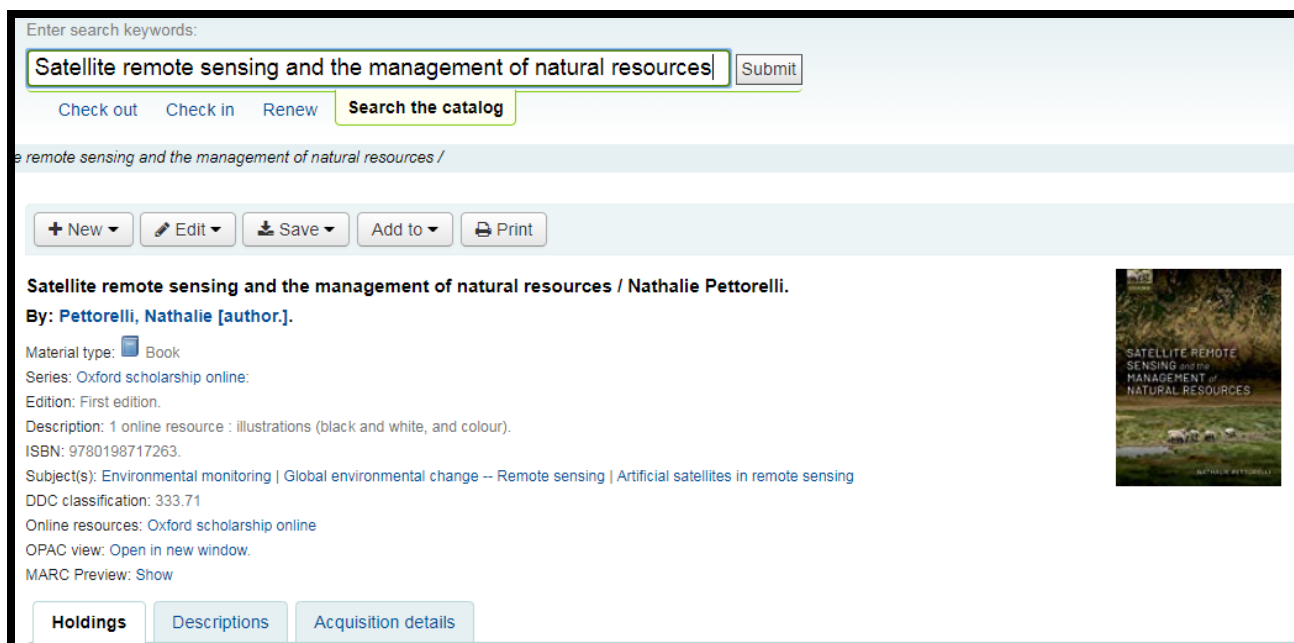 Enter search keywords:
Satellite remote sensing and the management of natural resources
Submit
Check out Check in Renew Search the catalog
e remote sensing and the management of natural resources /
New Edit Save Add to Print
Satellite remote sensing and the management of natural resources / Nathalie Pettorelli.
By: Pettorelli, Nathalie [author.].
Material type: Book
Series: Oxford scholarship online:
Edition: First edition.
Description: 1 online resource : illustrations (black and white, and colour).
ISBN: 9780198717263.
Subject(s): Environmental monitoring | Global environmental change -- Remote sensing | Artificial satellites in remote sensing
DDC classification: 333.71
Online resources: Oxford scholarship online
OPAC view: Open in new window.
MARC Preview: Show
SATELLITE REMOTE
SENSING and the
MANAGEMENT of
NATURAL RESOURCES
NATHALIE PETTORELLI
Holdings Descriptions Acquisition details